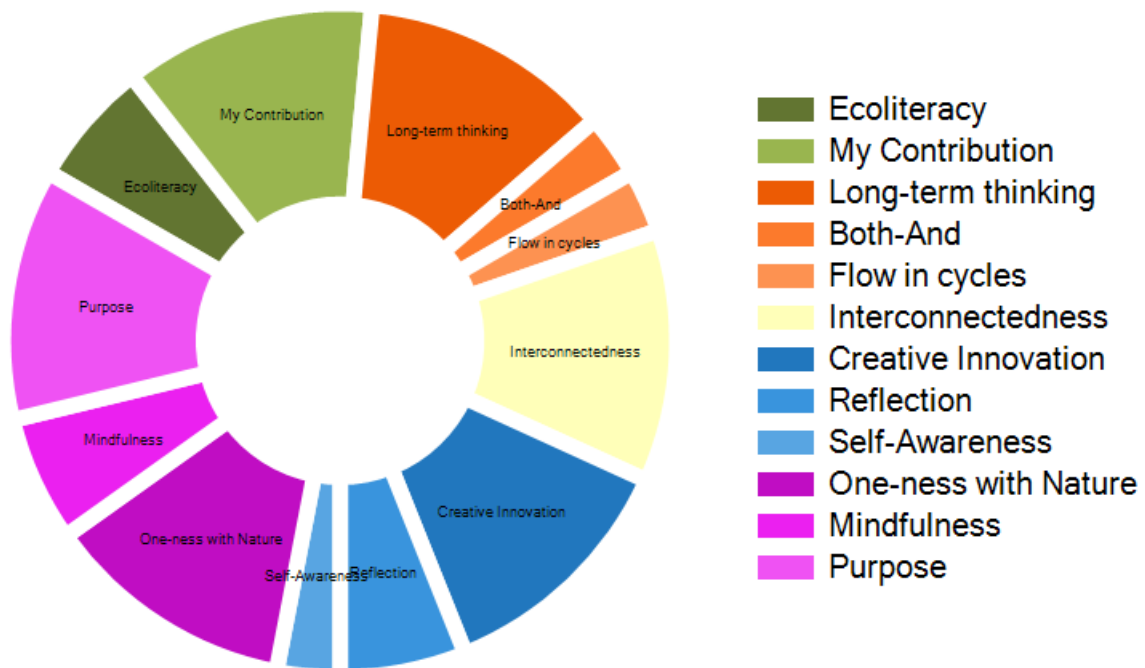 My Contribution
Long-term thinking
Ecoliteracy
Both-And
Flow in cycles
Purpose
Interconnectedness
Mindfulness
Creative Innovation
One-ness with Nature
Self-Awareness
Reflection
Ecoliteracy
My Contribution
Long-term thinking
Both-And
Flow in cycles
Interconnectedness
Creative Innovation
Reflection
Self-Awareness
One-ness with Nature
Mindfulness
Purpose